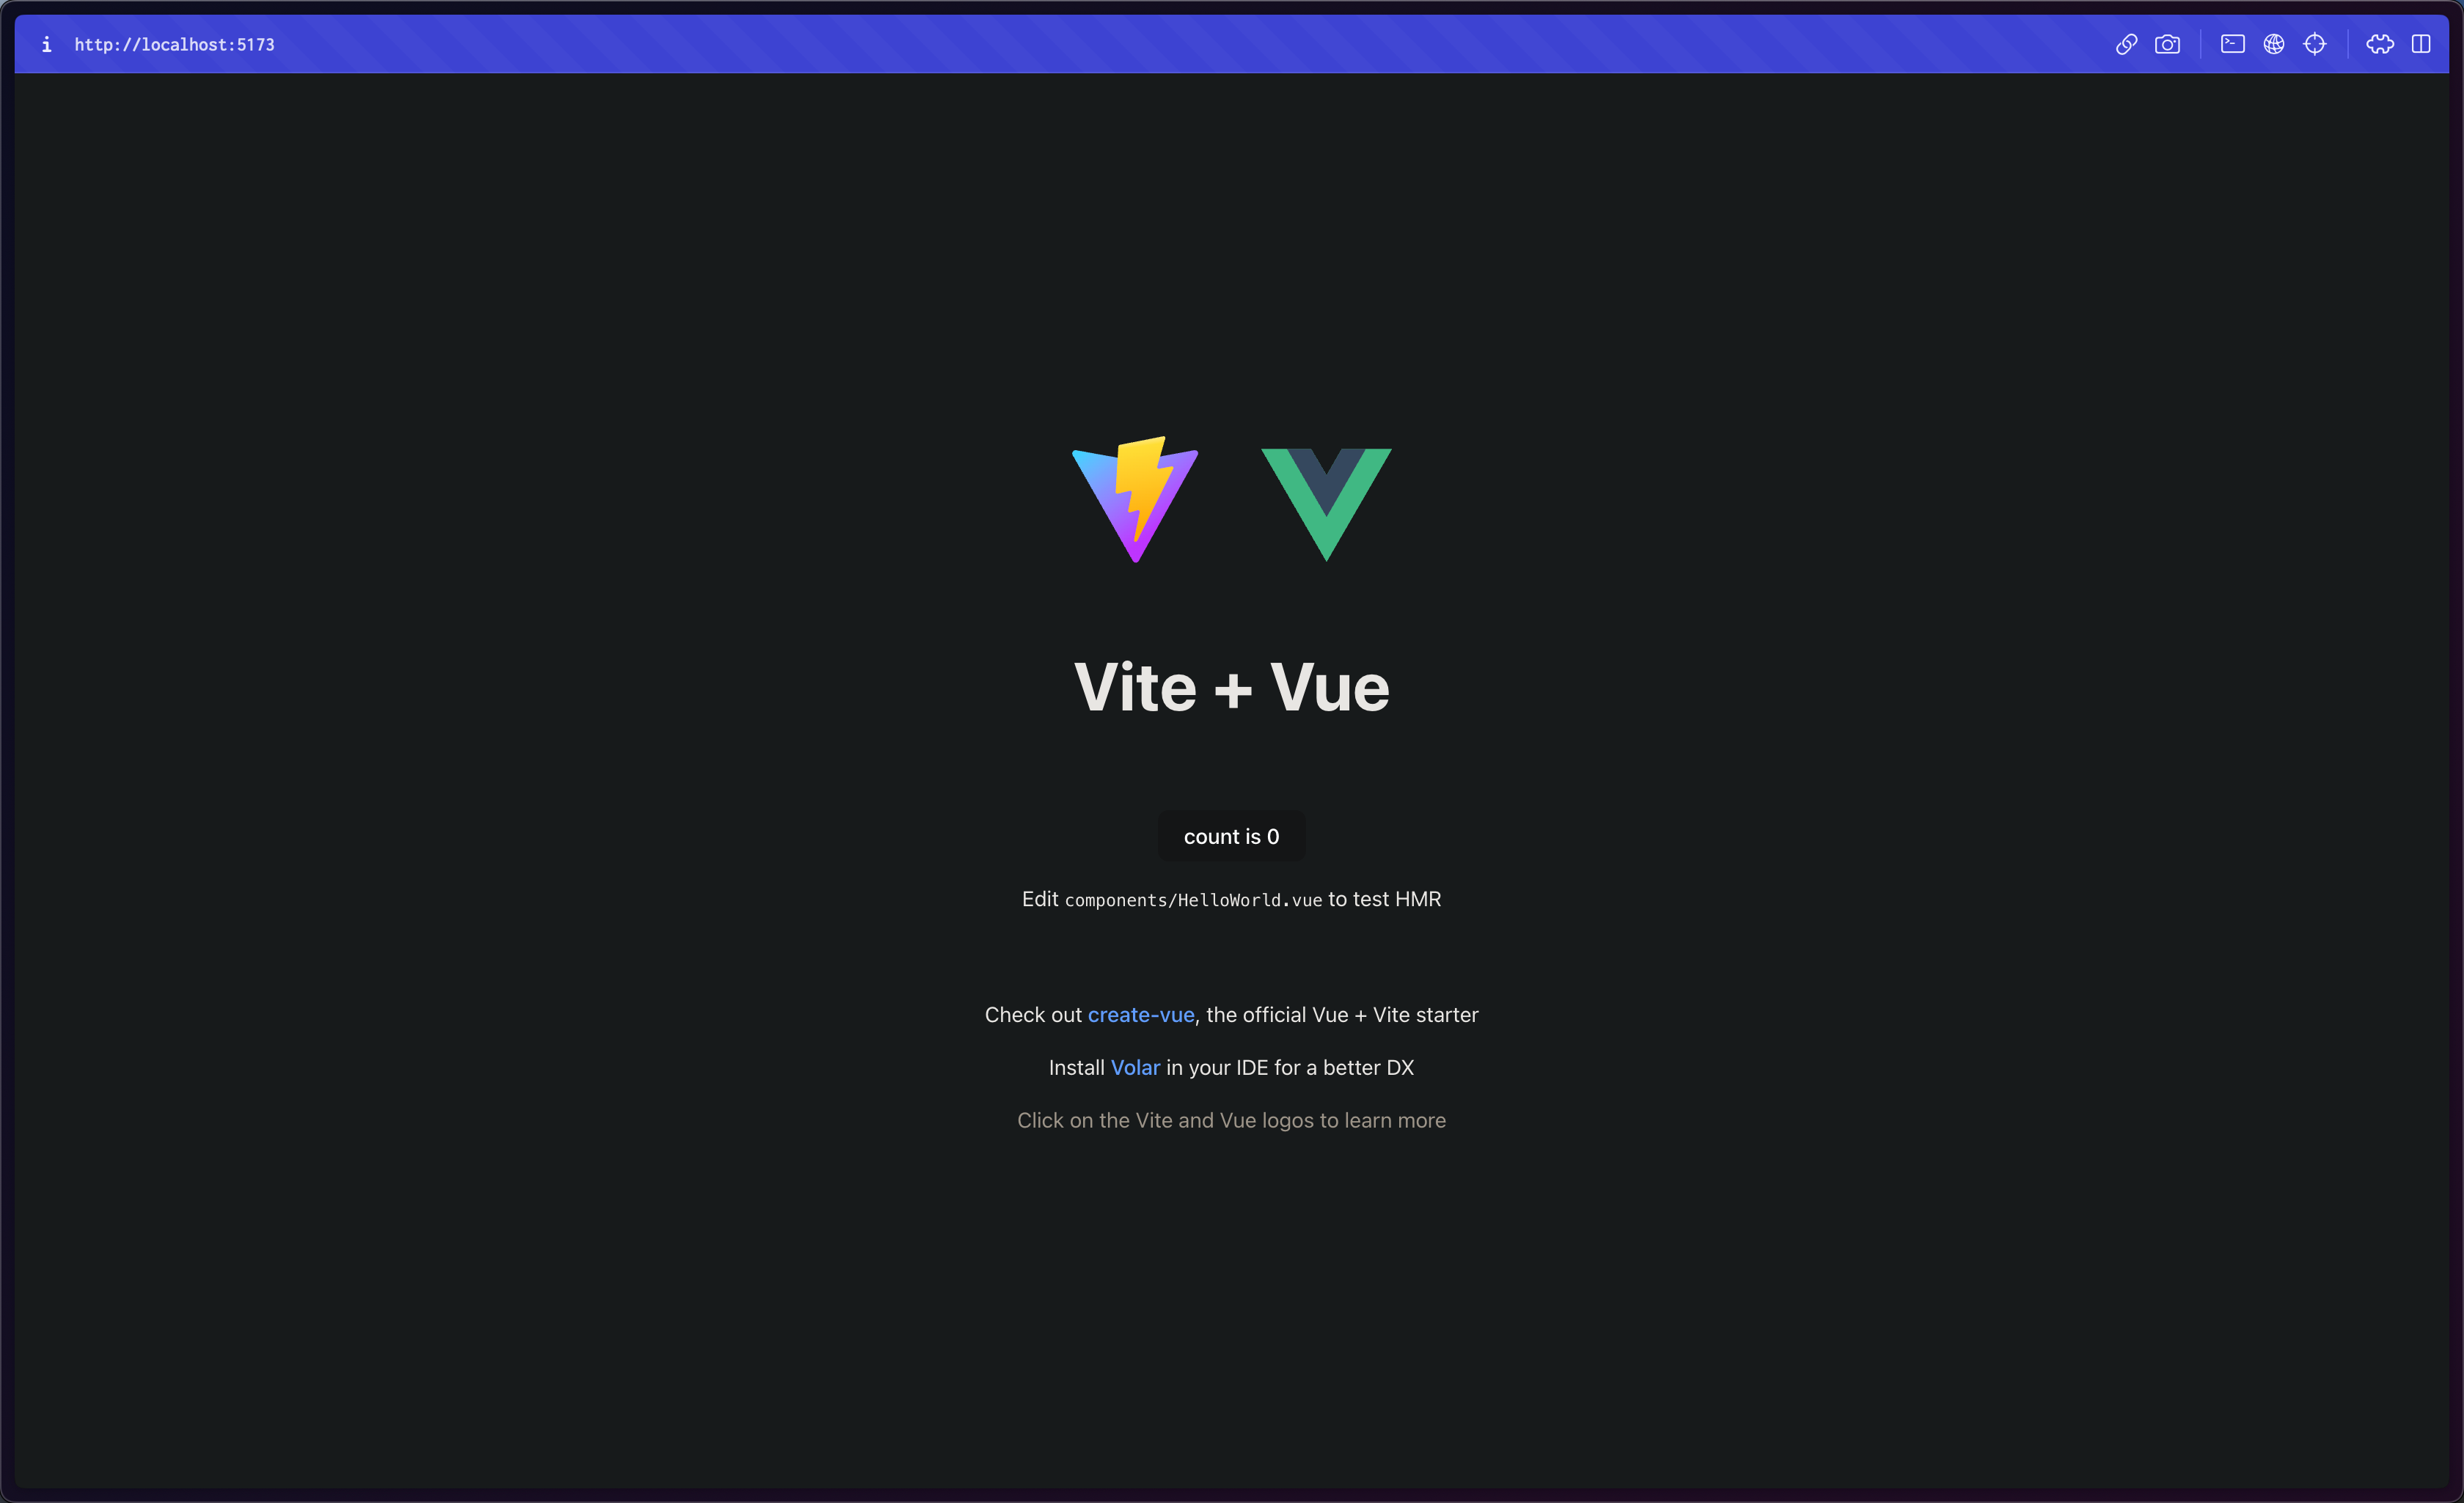 http://localhost:5173
Vite + Vue
count is 0
Edit components/HelloWorld.vue to test HMR
Check out create-vue, the official Vue + Vite starter
Install Volar in your IDE for a better DX
Click on the Vite and Vue logos to learn more